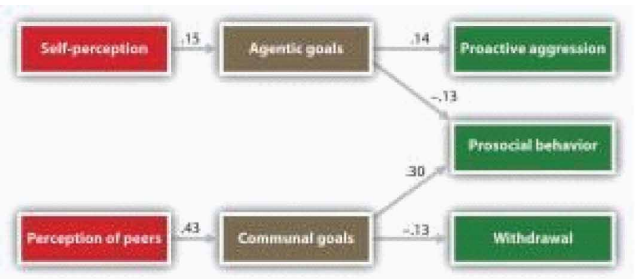 Self-perception .15 Agentic goals .14 Proactive aggression
-.13
Prosocial behavior
.30
Perception of peers .43 Communal goals -.13 Withdrawal